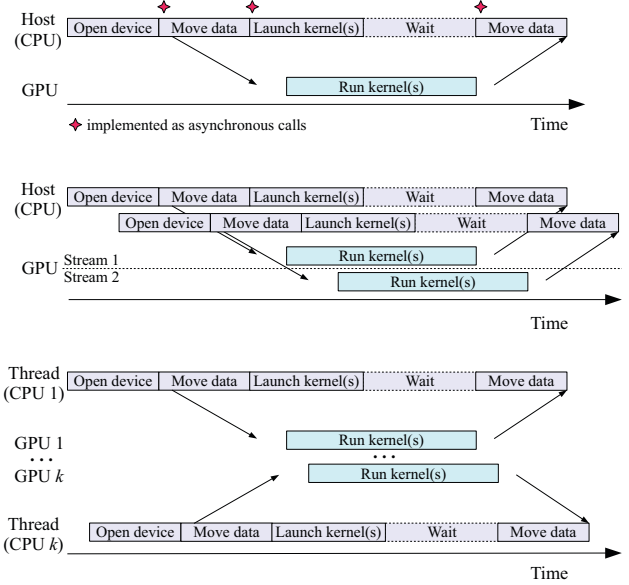 Host
(CPU)
Open device Move data Launch kernel(s) Wait Move data
GPU
Run kernel(s)
implemented as asynchronous calls
Time
Host
(CPU)
Open device Move data Launch kernel(s) Wait Move data
Open device Move data Launch kernel(s) Wait Move data
GPU
Stream 1
Run kernel(s)
Stream 2
Run kernel(s)
Time
Thread
(CPU 1)
Open device Move data Launch kernel(s) Wait Move data
GPU 1
Run kernel(s)
... ...
GPU k
Run kernel(s)
Thread
(CPU k)
Open device Move data Launch kernel(s) Wait Move data
Time